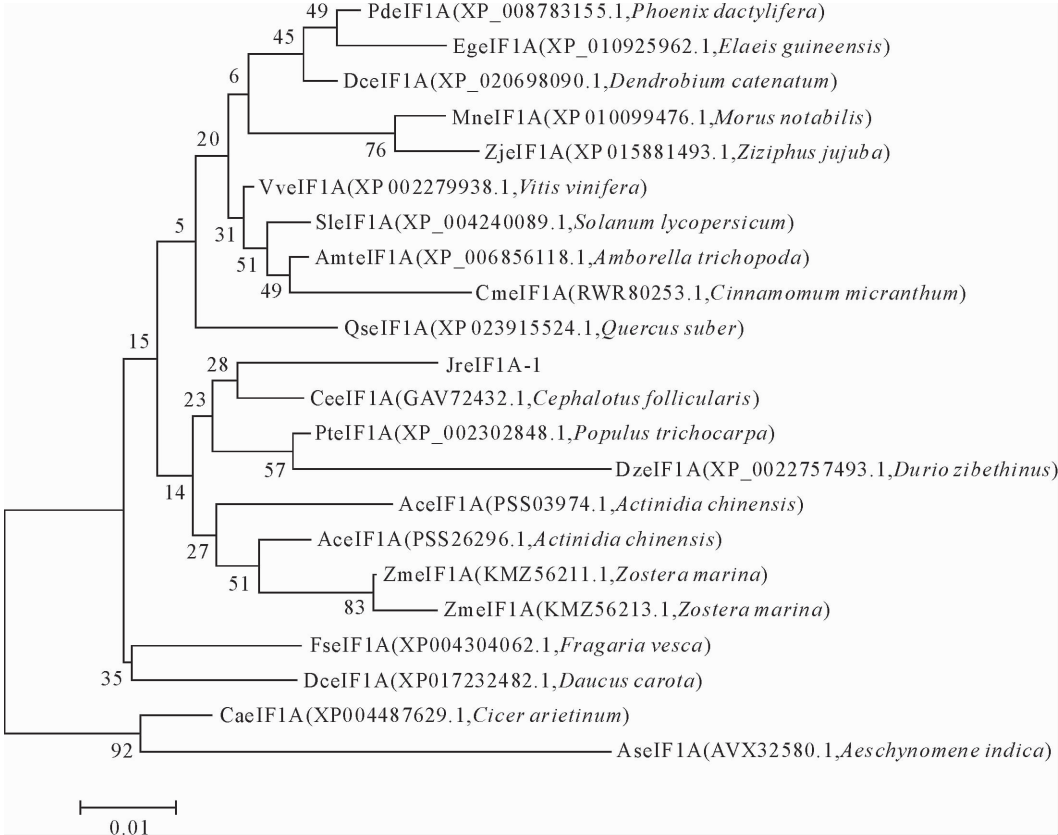 49 PdeIF1A(XP_008783155.1,Phoenix dactylifera)
45
EgeIF1A(XP_010925962.1,Elaeis guineensis)
6
DceIF1A(XP_020698090.1,Dendrobium catenatum)
MneIF1A(XP 010099476.1,Morus notabilis)
20
76 ZjeIF1A(XP 015881493.1,Ziziphus jujuba)
VveIF1A(XP 002279938.1,Vitis vinifera)
5
31
SleIF1A(XP_004240089.1,Solanum lycopersicum)
51
AmteIF1A(XP_006856118.1,Amborella trichopoda)
49 CmeIF1A(RWR80253.1,Cinnamomum micranthum)
QseIF1A(XP 023915524.1,Quercus suber)
15
28 JreIF1A-1
23 CeeIF1A(GAV72432.1,Cephalotus follicularis)
PteIF1A(XP_002302848.1,Populus trichocarpa)
57 DzeIF1A(XP_0022757493.1,Durio zibethinus)
14
AceIF1A(PSS03974.1,Actinidia chinensis)
27
AceIF1A(PSS26296.1,Actinidia chinensis)
51
ZmeIF1A(KMZ56211.1,Zostera marina)
83 ZmeIF1A(KMZ56213.1,Zostera marina)
FseIF1A(XP004304062.1,Fragaria vesca)
35 DceIF1A(XP017232482.1,Daucus carota)
CaeIF1A(XP004487629.1,Cicer arietinum)
92 AseIF1A(AVX32580.1,Aeschynomene indica)
0.01